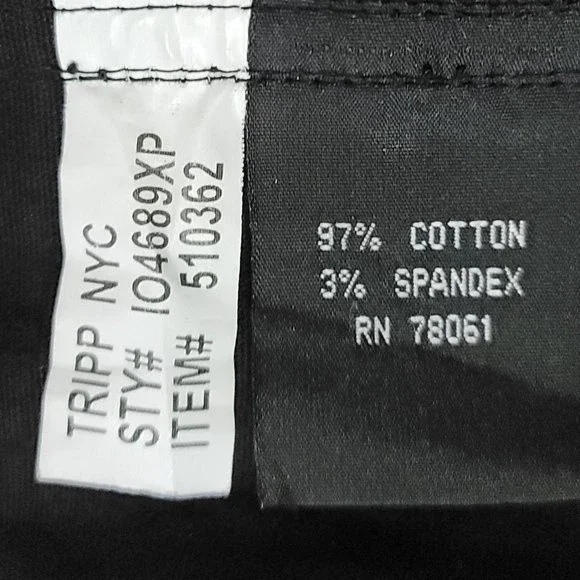 TRIPP NYC
STY# IO4689XP
ITEM# 510362
97% COTTON
3% SPANDEX
RN 78061